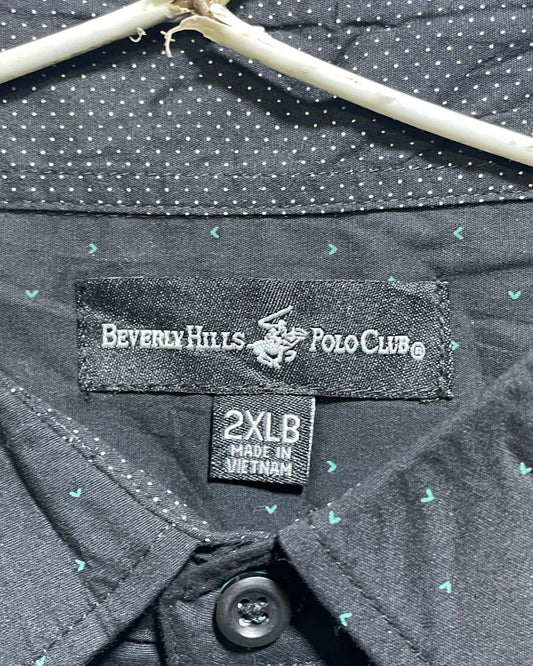 BEVERLY HILLS POLO CLUB®
2XLB
MADE IN
VIETNAM